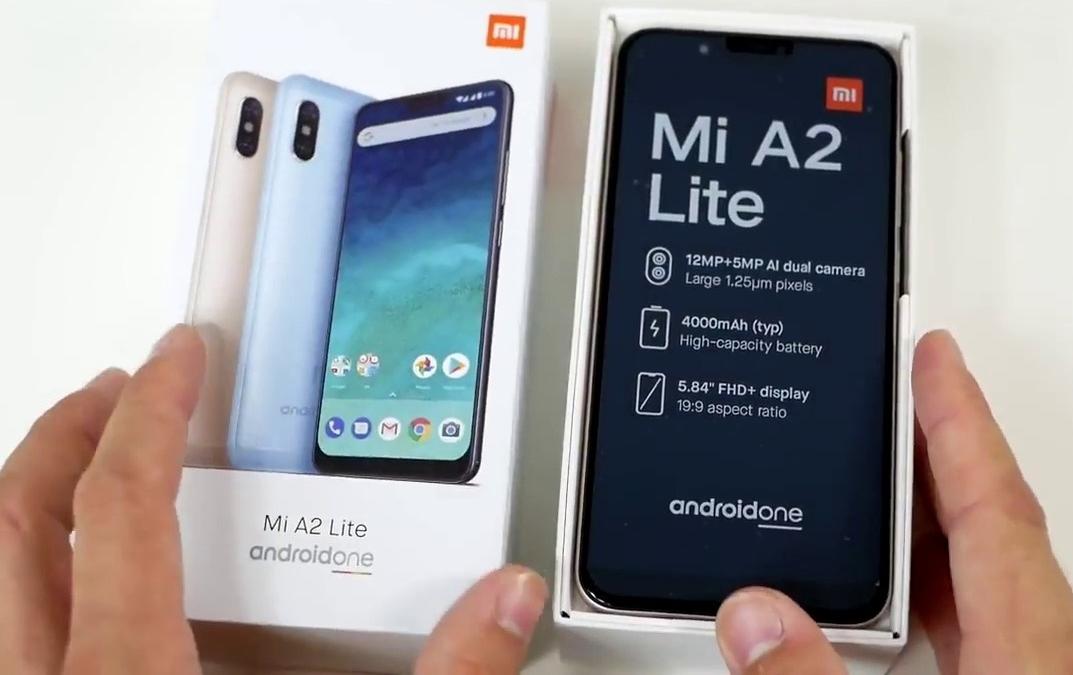 mi
andro
Mi A2 Lite
androidone
mi
Mi A2
Lite
12MP+5MP AI dual camera
Large 1.25µm pixels
4000mAh (typ)
High-capacity battery
5.84" FHD+ display
19:9 aspect ratio
androidone